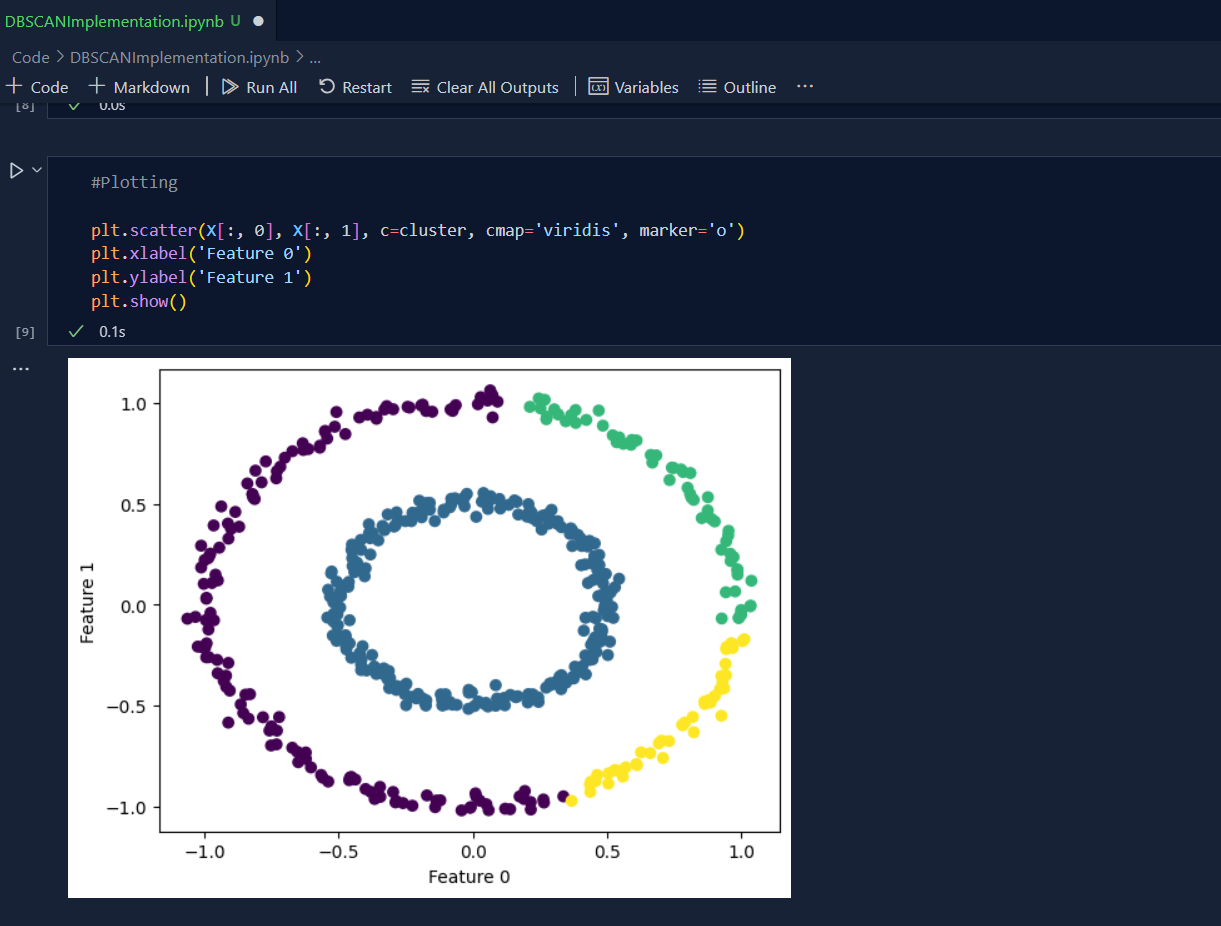 DBSCANImplementation.ipynb U
Code > DBSCANImplementation.ipynb > ...
+ Code + Markdown | Run All Restart Clear All Outputs | Variables Outline ...
[8] 0.0s
#Plotting
plt.scatter(X[:, 0], X[:, 1], c=cluster, cmap='viridis', marker='o')
plt.xlabel('Feature 0')
plt.ylabel('Feature 1')
plt.show()
[9] 0.1s
...
1.0
0.5
0.0
−0.5
−1.0
Feature 1
−1.0 −0.5 0.0 0.5 1.0
Feature 0